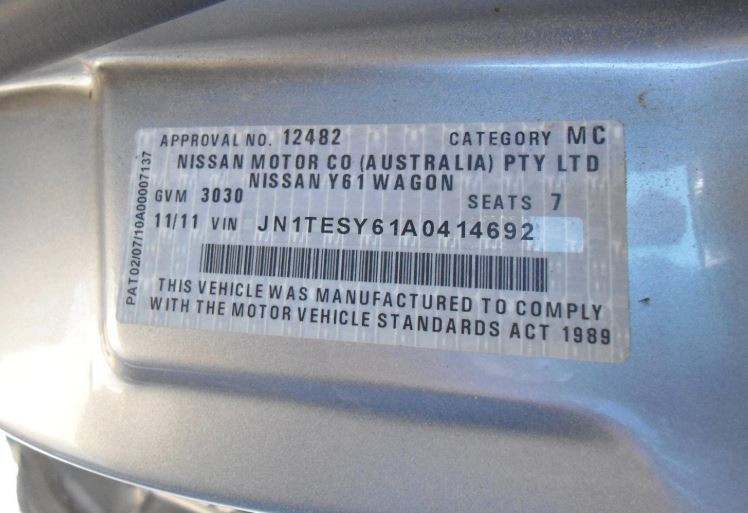 APPROVAL NO. 12482 CATEGORY MC
NISSAN MOTOR CO (AUSTRALIA) PTY LTD
NISSAN Y61 WAGON
GVM 3030 SEATS 7
11/11 VIN JN1TESY61A0414692
THIS VEHICLE WAS MANUFACTURED TO COMPLY
WITH THE MOTOR VEHICLE STANDARDS ACT 1989
PAT02/07/10A00007137